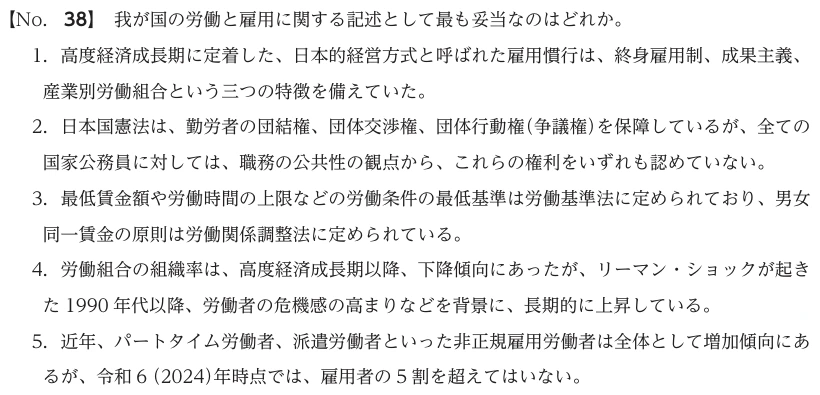 【No. 38】 我が国の労働と雇用に関する記述として最も妥当なのはどれか。
1. 高度経済成長期に定着した、日本的経営方式と呼ばれた雇用慣行は、終身雇用制、成果主義、
産業別労働組合という三つの特徴を備えていた。
2. 日本国憲法は、勤労者の団結権、団体交渉権、団体行動権(争議権)を保障しているが、全ての
国家公務員に対しては、職務の公共性の観点から、これらの権利をいずれも認めていない。
3. 最低賃金額や労働時間の上限などの労働条件の最低基準は労働基準法に定められており、男女
同一賃金の原則は労働関係調整法に定められている。
4. 労働組合の組織率は、高度経済成長期以降、下降傾向にあったが、リーマン・ショックが起き
た 1990 年代以降、労働者の危機感の高まりなどを背景に、長期的に上昇している。
5. 近年、パートタイム労働者、派遣労働者といった非正規雇用労働者は全体として増加傾向にあ
るが、令和 6 (2024)年時点では、雇用者の 5 割を超えてはいない。